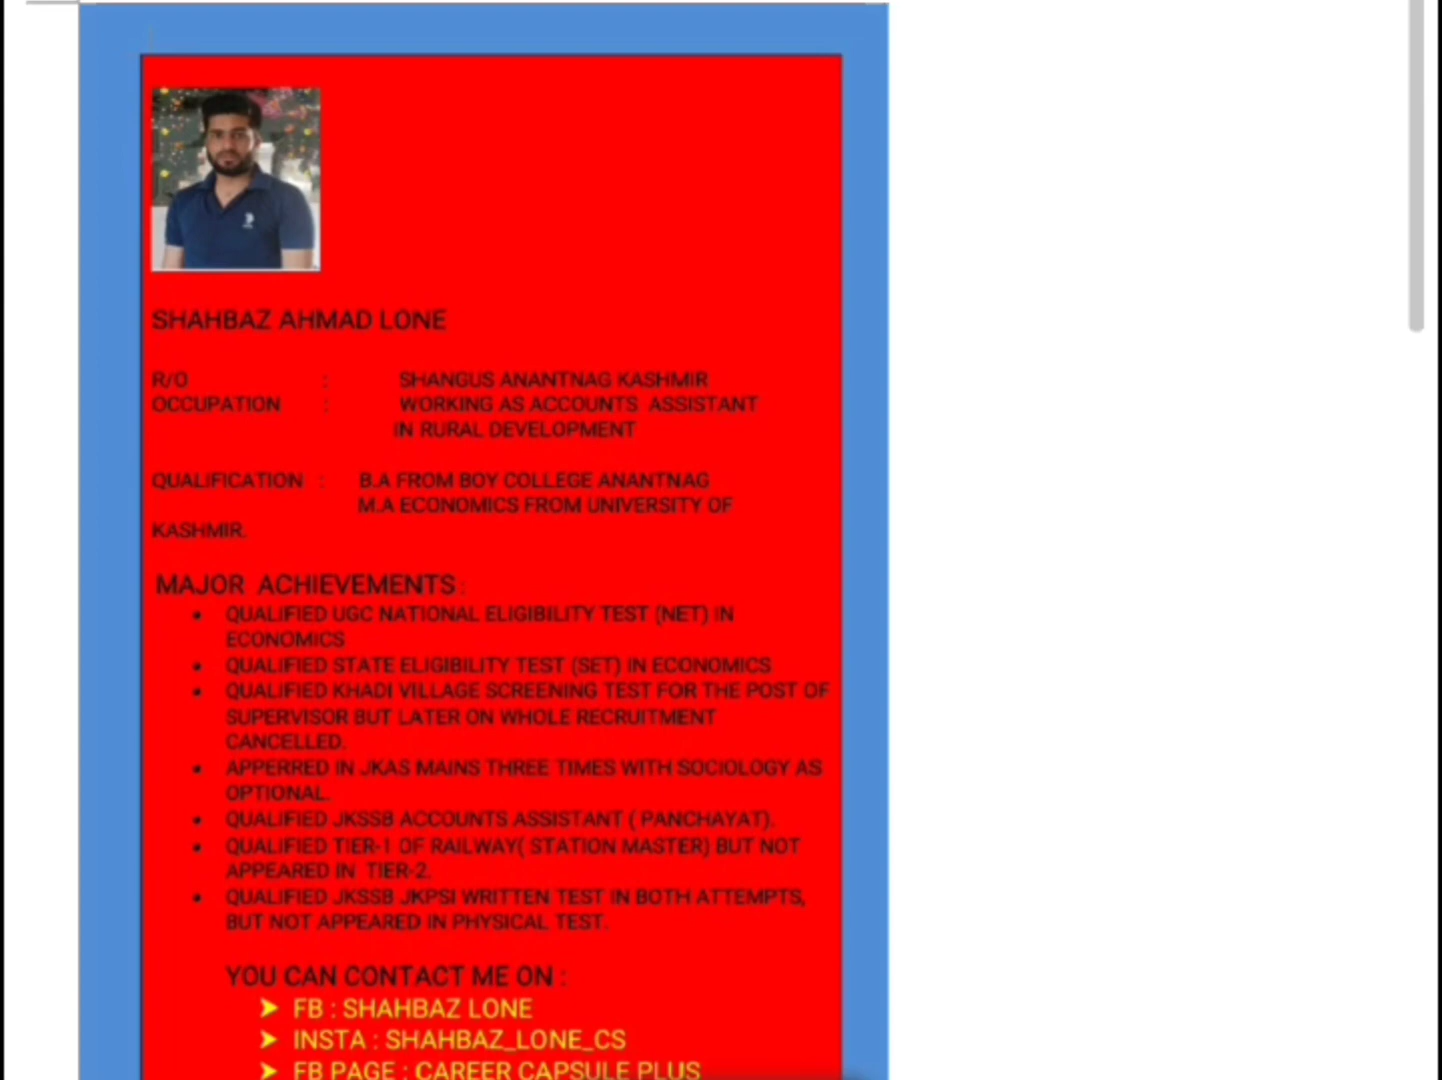 SHAHBAZ AHMAD LONE
R/O : SHANGUS ANANTNAG KASHMIR
OCCUPATION : WORKING AS ACCOUNTS ASSISTANT
IN RURAL DEVELOPMENT
QUALIFICATION : B.A FROM BOY COLLEGE ANANTNAG
M.A ECONOMICS FROM UNIVERSITY OF
KASHMIR.
MAJOR ACHIEVEMENTS :
• QUALIFIED UGC NATIONAL ELIGIBILITY TEST (NET) IN
ECONOMICS
• QUALIFIED STATE ELIGIBILITY TEST (SET) IN ECONOMICS
• QUALIFIED KHADI VILLAGE SCREENING TEST FOR THE POST OF
SUPERVISOR BUT LATER ON WHOLE RECRUITMENT
CANCELLED.
• APPERRED IN JKAS MAINS THREE TIMES WITH SOCIOLOGY AS
OPTIONAL.
• QUALIFIED JKSSB ACCOUNTS ASSISTANT ( PANCHAYAT).
• QUALIFIED TIER-1 OF RAILWAY( STATION MASTER) BUT NOT
APPEARED IN TIER-2.
• QUALIFIED JKSSB JKPSI WRITTEN TEST IN BOTH ATTEMPTS,
BUT NOT APPEARED IN PHYSICAL TEST.
YOU CAN CONTACT ME ON :
➤ FB : SHAHBAZ LONE
➤ INSTA : SHAHBAZ_LONE_CS
➤ FB PAGE : CAREER CAPSULE PLUS